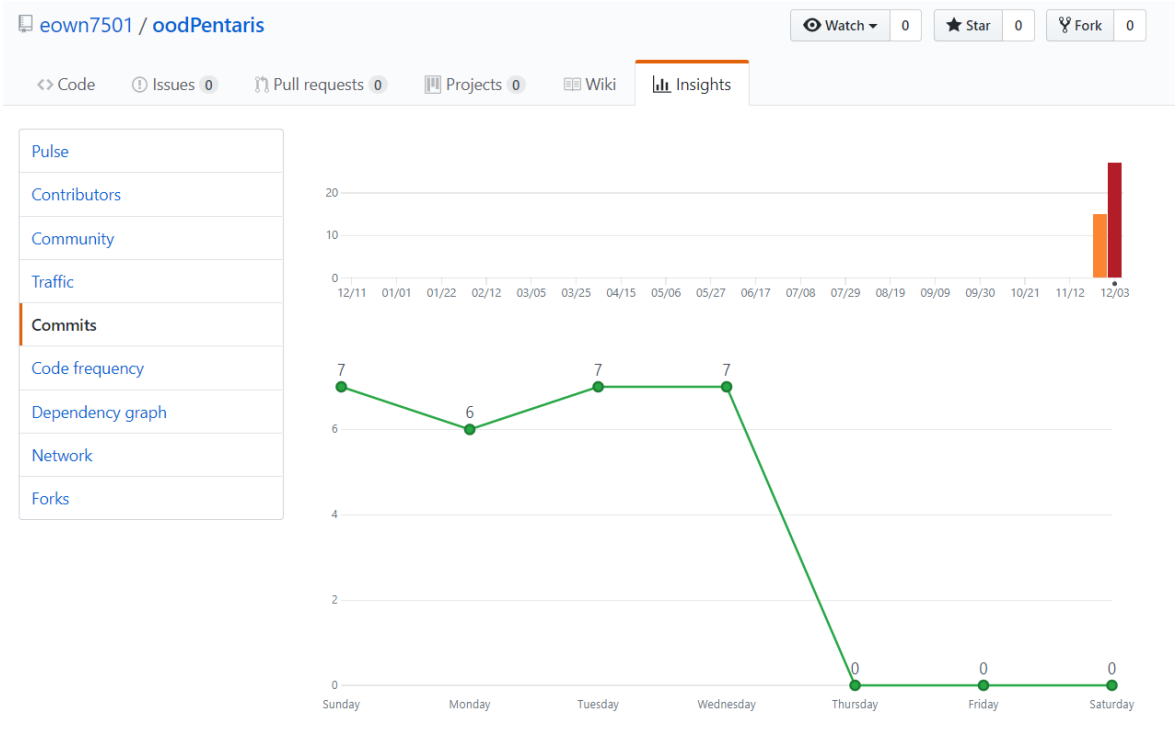 eown7501 / oodPentaris
Watch 0 Star 0 Fork 0
Code Issues 0 Pull requests 0 Projects 0 Wiki Insights
Pulse
Contributors
Community
Traffic
Commits
Code frequency
Dependency graph
Network
Forks
20
10
0
12/11 01/01 01/22 02/12 03/05 03/25 04/15 05/06 05/27 06/17 07/08 07/29 08/19 09/09 09/30 10/21 11/12 12/03
7 7 7
6
6
4
2
0 0 0
0
Sunday Monday Tuesday Wednesday Thursday Friday Saturday